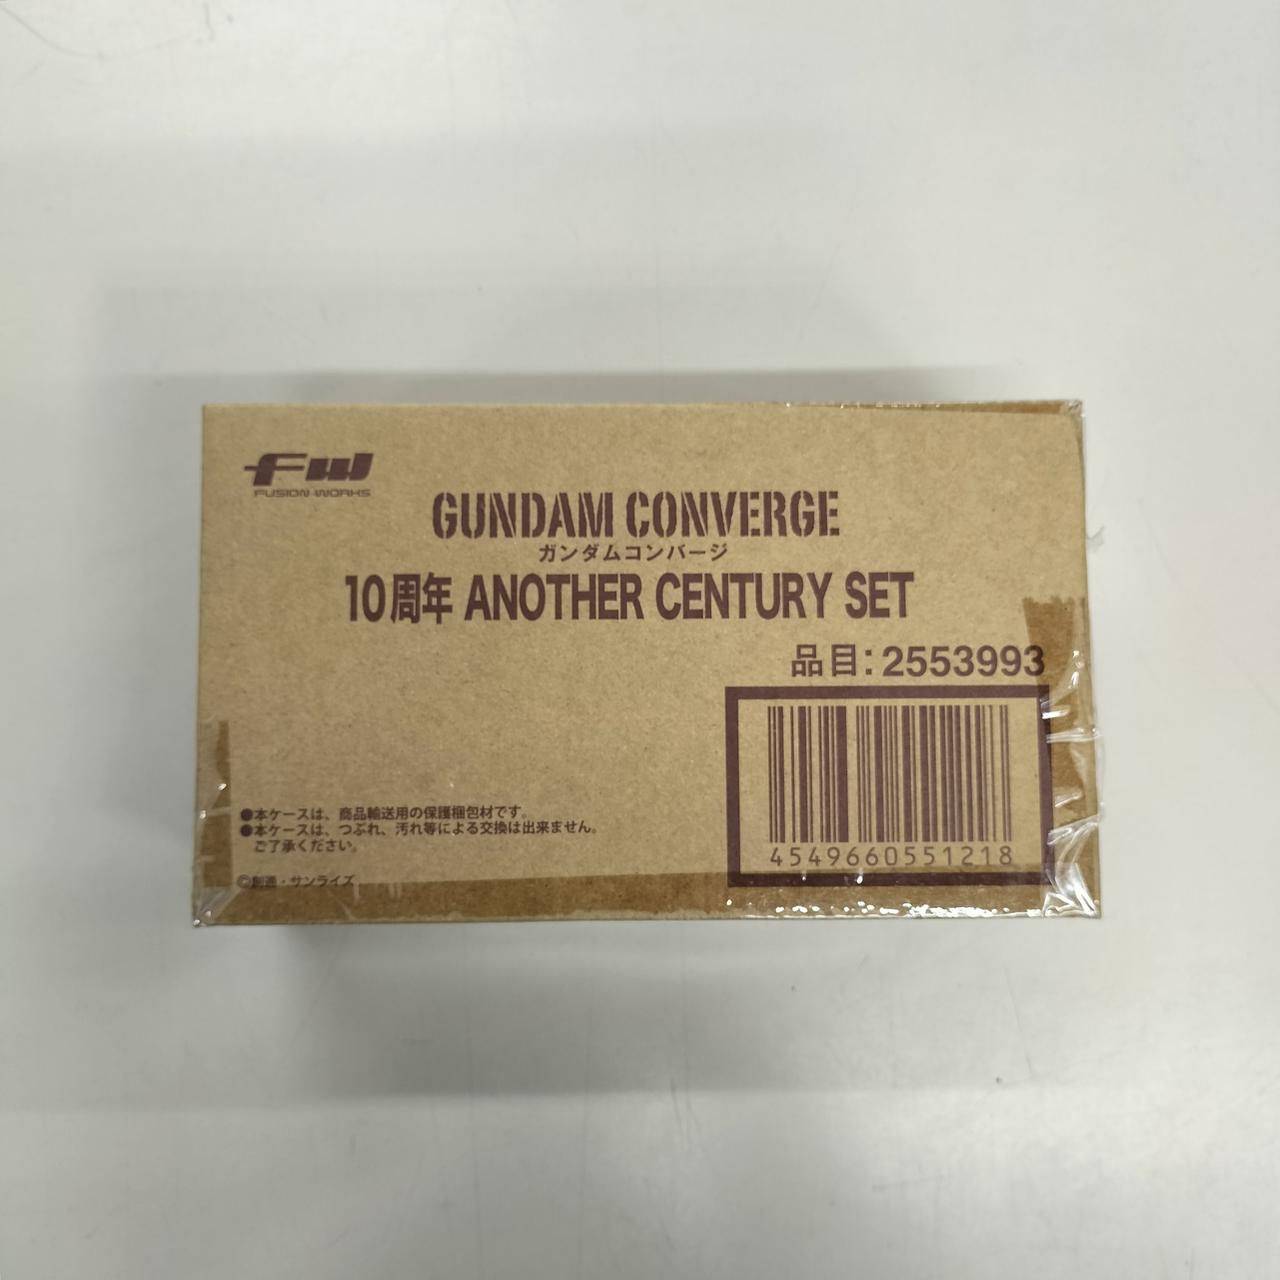 FW
FUSION WORKS
GUNDAM CONVERGE
ガンダムコンバージ
10周年 ANOTHER CENTURY SET
品目:2553993
4549660551218
●本ケースは、商品輸送用の保護梱包材です。
●本ケースは、つぶれ、汚れ等による交換は出来ません。
ご了承ください。
©創通・サンライズ